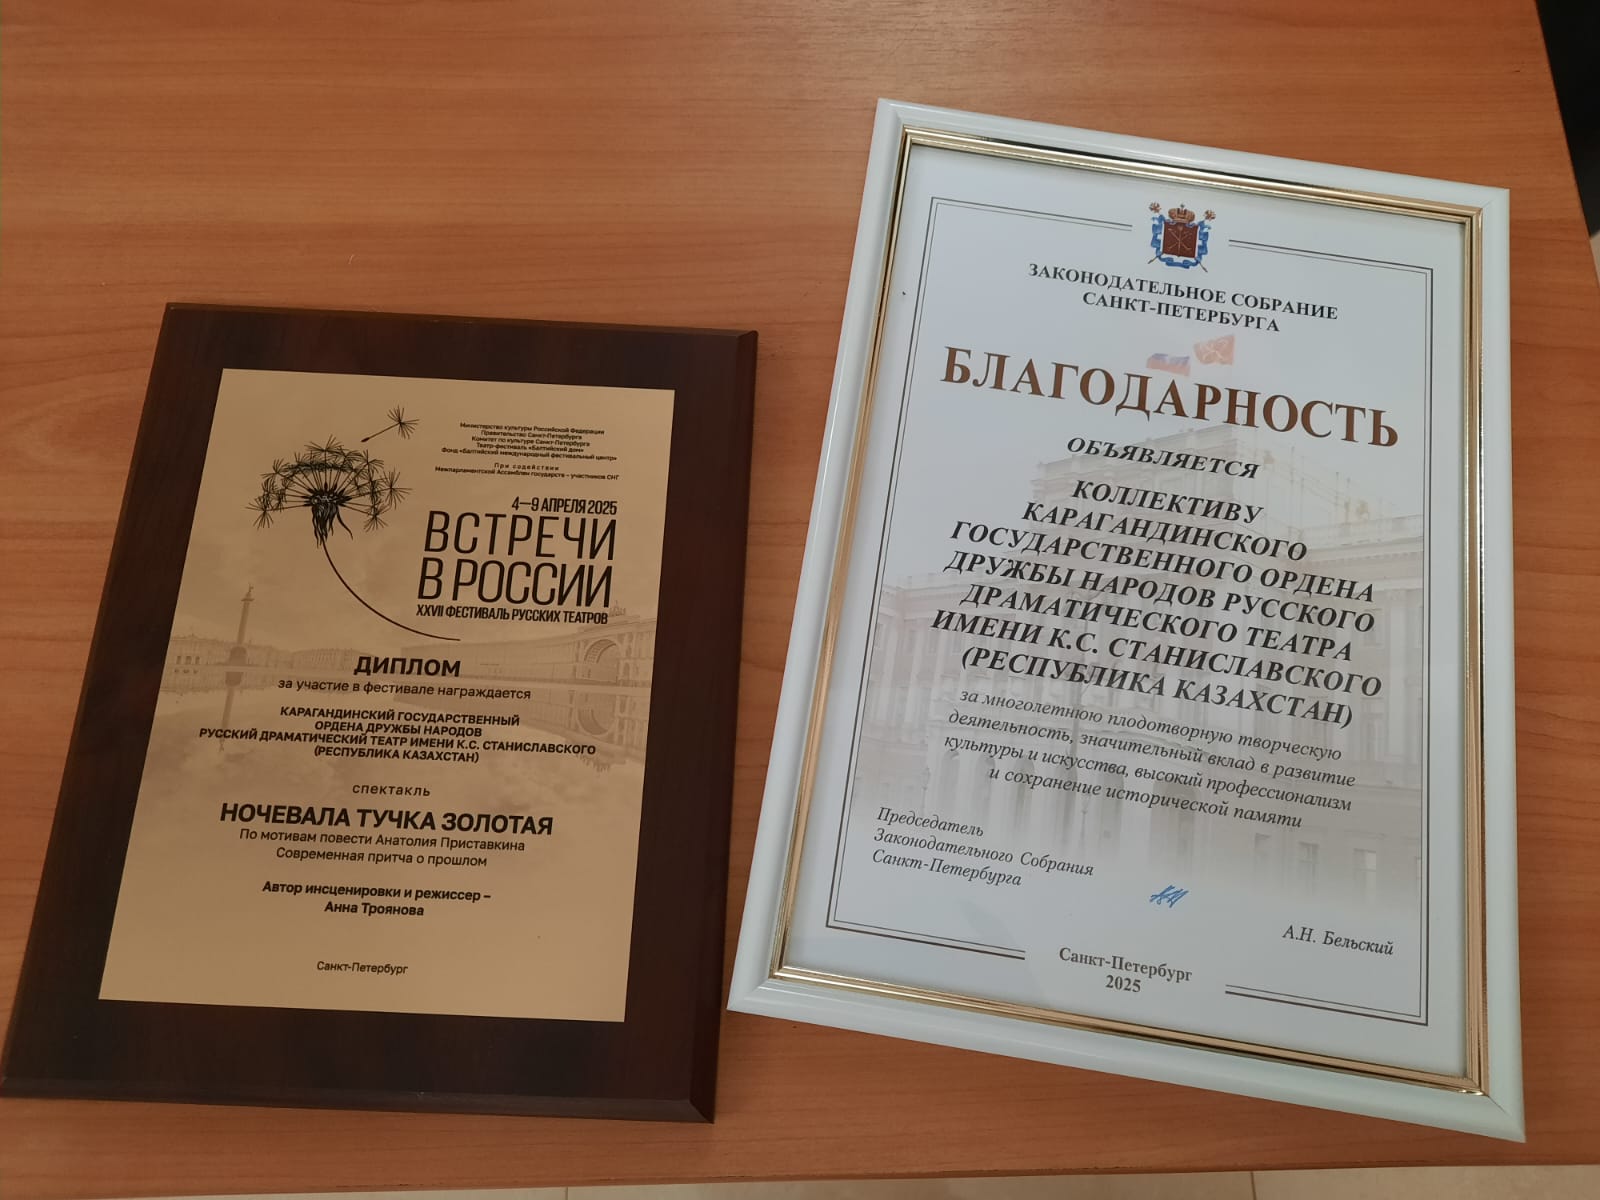 Министерство культуры Российской Федерации
Правительство Санкт-Петербурга
Комитет по культуре Санкт-Петербурга
Театр-фестиваль «Балтийский дом»
Фонд «Балтийский международный фестивальный центр»
При содействии
Межпарламентской Ассамблеи государств – участников СНГ
4–9 АПРЕЛЯ 2025
ВСТРЕЧИ
В РОССИИ
XXVII ФЕСТИВАЛЬ РУССКИХ ТЕАТРОВ
ДИПЛОМ
за участие в фестивале награждается
КАРАГАНДИНСКИЙ ГОСУДАРСТВЕННЫЙ
ОРДЕНА ДРУЖБЫ НАРОДОВ
РУССКИЙ ДРАМАТИЧЕСКИЙ ТЕАТР ИМЕНИ К.С. СТАНИСЛАВСКОГО
(РЕСПУБЛИКА КАЗАХСТАН)
спектакль
НОЧЕВАЛА ТУЧКА ЗОЛОТАЯ
По мотивам повести Анатолия Приставкина
Современная притча о прошлом
Автор инсценировки и режиссер –
Анна Троянова
Санкт-Петербург
ЗАКОНОДАТЕЛЬНОЕ СОБРАНИЕ
САНКТ-ПЕТЕРБУРГА
БЛАГОДАРНОСТЬ
ОБЪЯВЛЯЕТСЯ
КОЛЛЕКТИВУ
КАРАГАНДИНСКОГО
ГОСУДАРСТВЕННОГО ОРДЕНА
ДРУЖБЫ НАРОДОВ РУССКОГО
ДРАМАТИЧЕСКОГО ТЕАТРА
ИМЕНИ К.С. СТАНИСЛАВСКОГО
(РЕСПУБЛИКА КАЗАХСТАН)
за многолетнюю плодотворную творческую
деятельность, значительный вклад в развитие
культуры и искусства, высокий профессионализм
и сохранение исторической памяти
Председатель
Законодательного Собрания
Санкт-Петербурга
А.Н. Бельский
Санкт-Петербург
2025